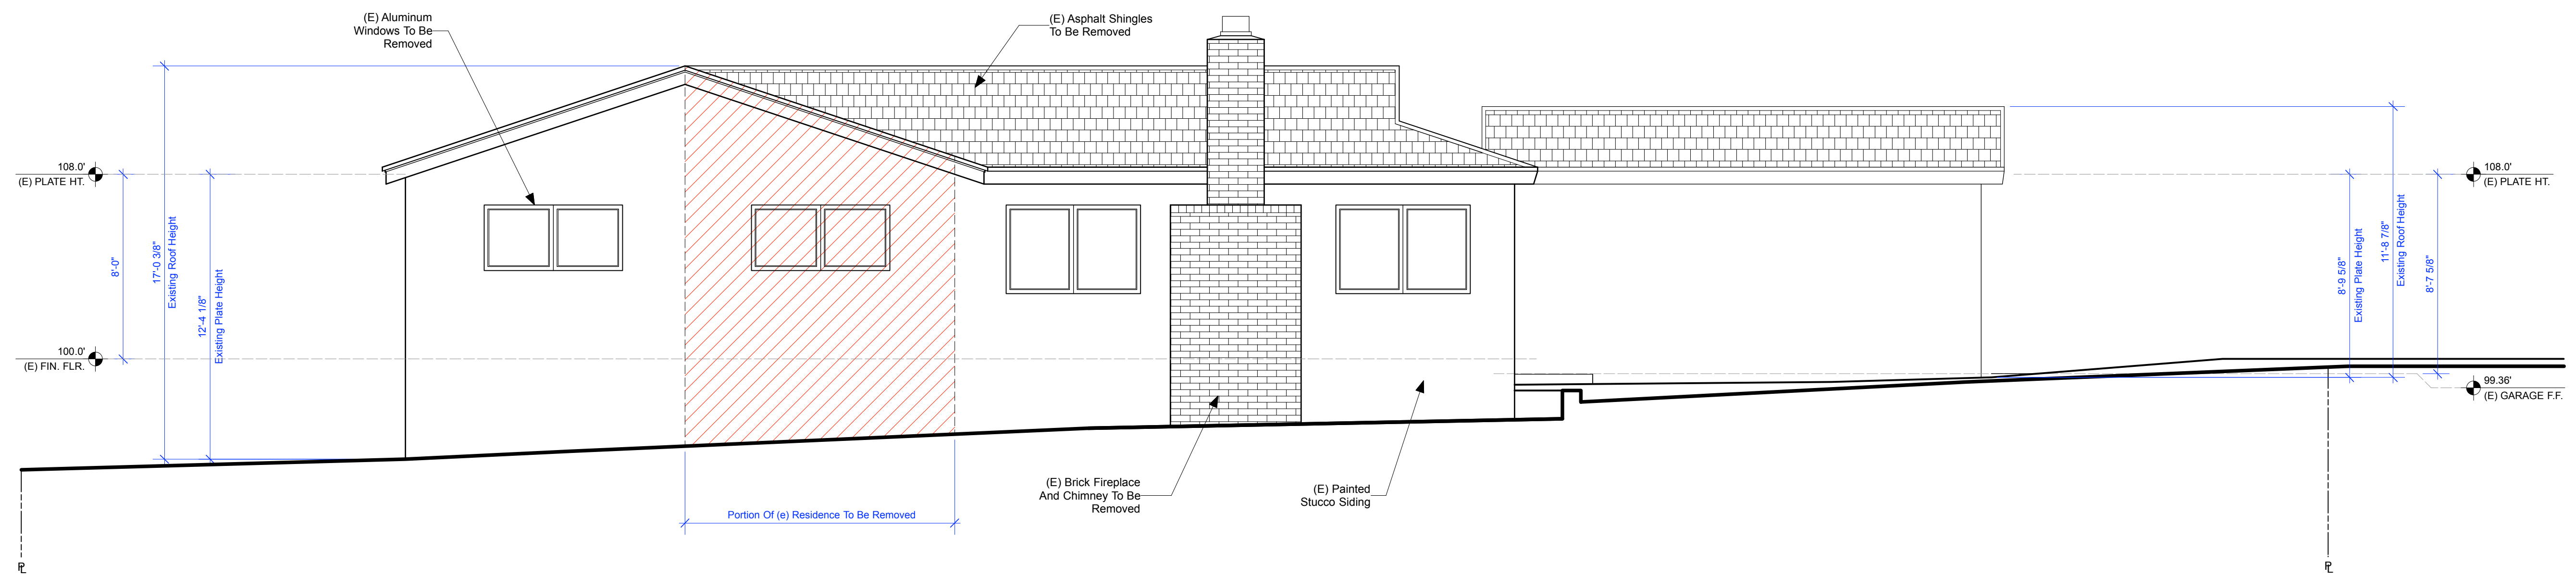 (E) Aluminum
Windows To Be
Removed
(E) Asphalt Shingles
To Be Removed
108.0'
(E) PLATE HT.
100.0'
(E) FIN. FLR.
8'-0"
17'-0 3/8"
Existing Roof Height
12'-4 1/8"
Existing Plate Height
108.0'
(E) PLATE HT.
8'-9 5/8"
Existing Plate Height
11'-8 7/8"
Existing Roof Height
8'-7 5/8"
99.36'
(E) GARAGE F.F.
(E) Brick Fireplace
And Chimney To Be
Removed
(E) Painted
Stucco Siding
Portion Of (e) Residence To Be Removed
PL
PL